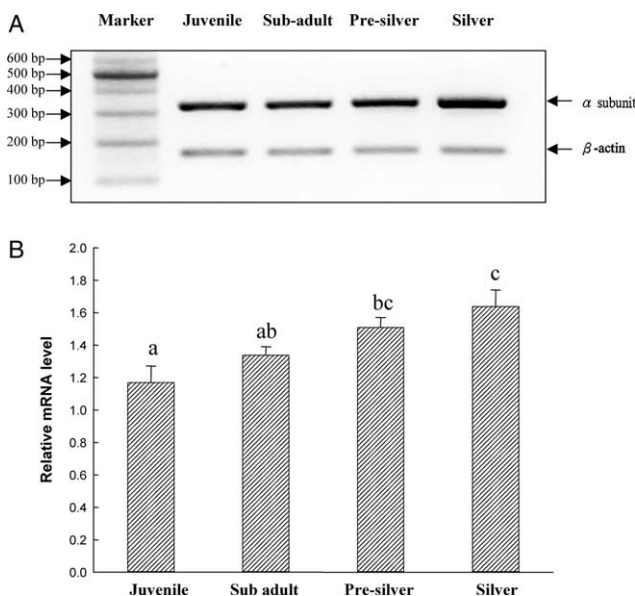 A
Marker Juvenile Sub-adult Pre-silver Silver
600 bp
500 bp
400 bp
300 bp
200 bp
100 bp
α subunit
β-actin
B
Relative mRNA level
2.0
1.8
1.6
1.4
1.2
1.0
0.8
0.6
0.4
0.2
0.0
a ab bc c
Juvenile Sub adult Pre-silver Silver